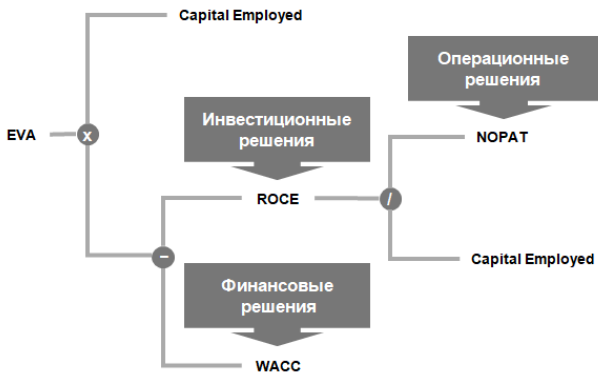 Capital Employed
Операционные
решения
Инвестиционные
решения
EVA
x
NOPAT
ROCE
/
–
Capital Employed
Финансовые
решения
WACC